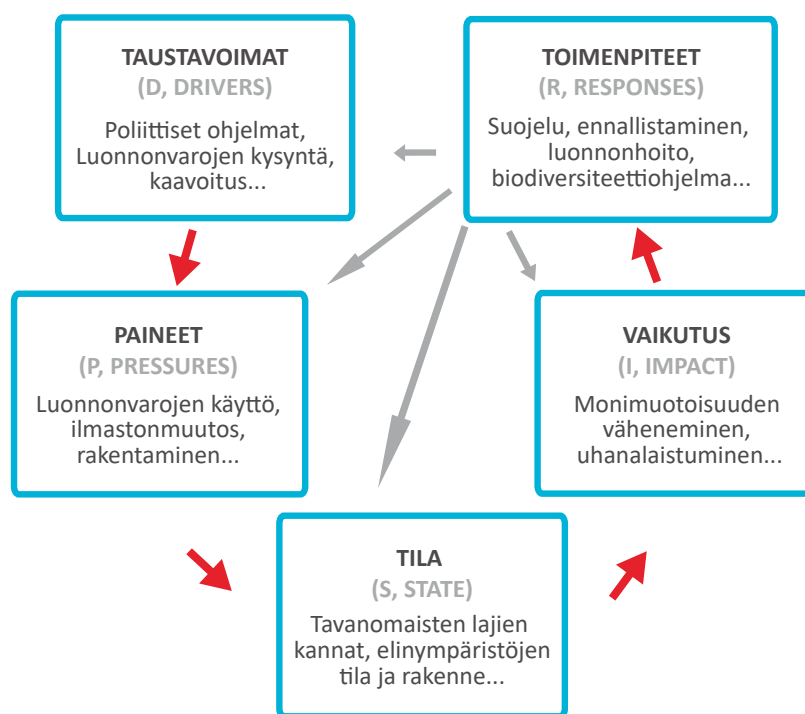 TAUSTAVOIMAT
(D, DRIVERS)
Poliittiset ohjelmat,
Luonnonvarojen kysyntä,
kaavoitus...
TOIMENPITEET
(R, RESPONSES)
Suojelu, ennallistaminen,
luonnonhoito,
biodiversiteettiohjelma...
PAINEET
(P, PRESSURES)
Luonnonvarojen käyttö,
ilmastonmuutos,
rakentaminen...
VAIKUTUS
(I, IMPACT)
Monimuotoisuuden
väheneminen,
uhanalaistuminen...
TILA
(S, STATE)
Tavanomaisten lajien
kannat, elinympäristöjen
tila ja rakenne...